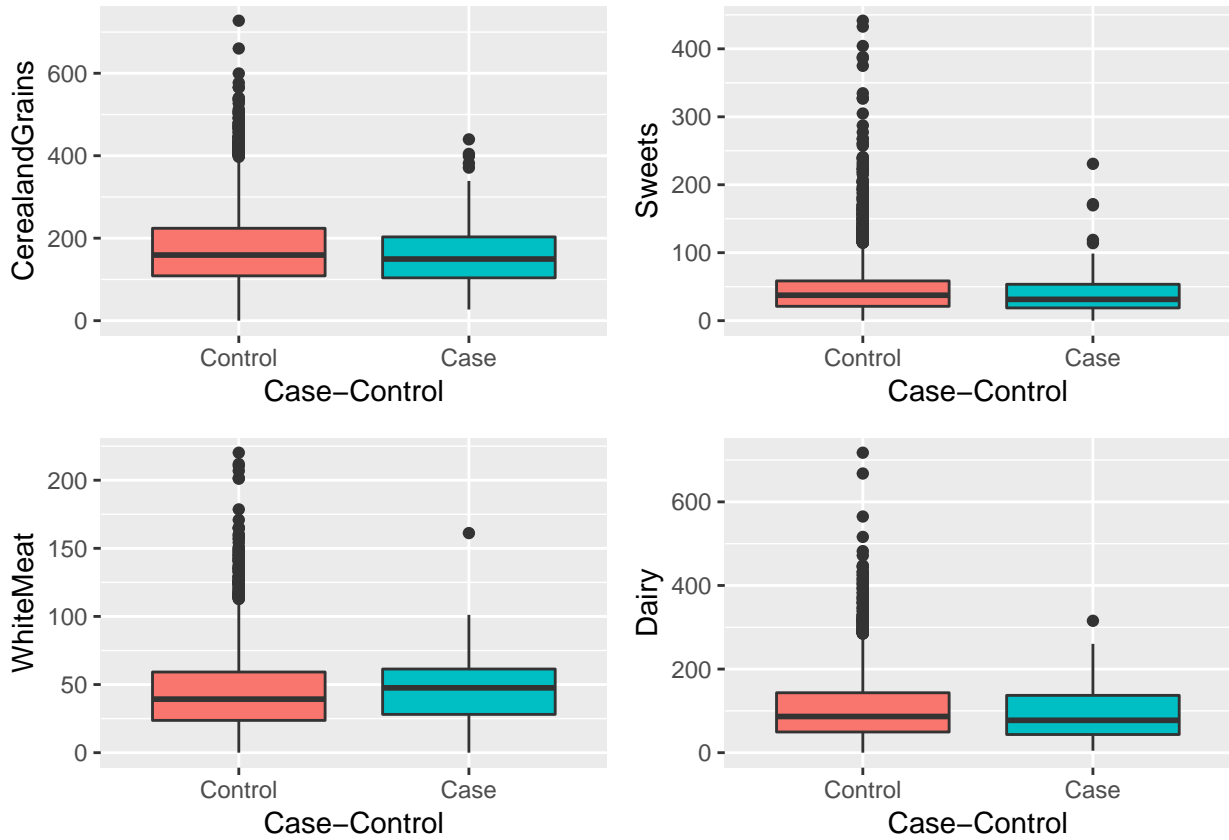 CerealandGrains
600
400
200
0
Control
Case
Case−Control
Sweets
400
300
200
100
0
Control
Case
Case−Control
WhiteMeat
200
150
100
50
0
Control
Case
Case−Control
Dairy
600
400
200
0
Control
Case
Case−Control